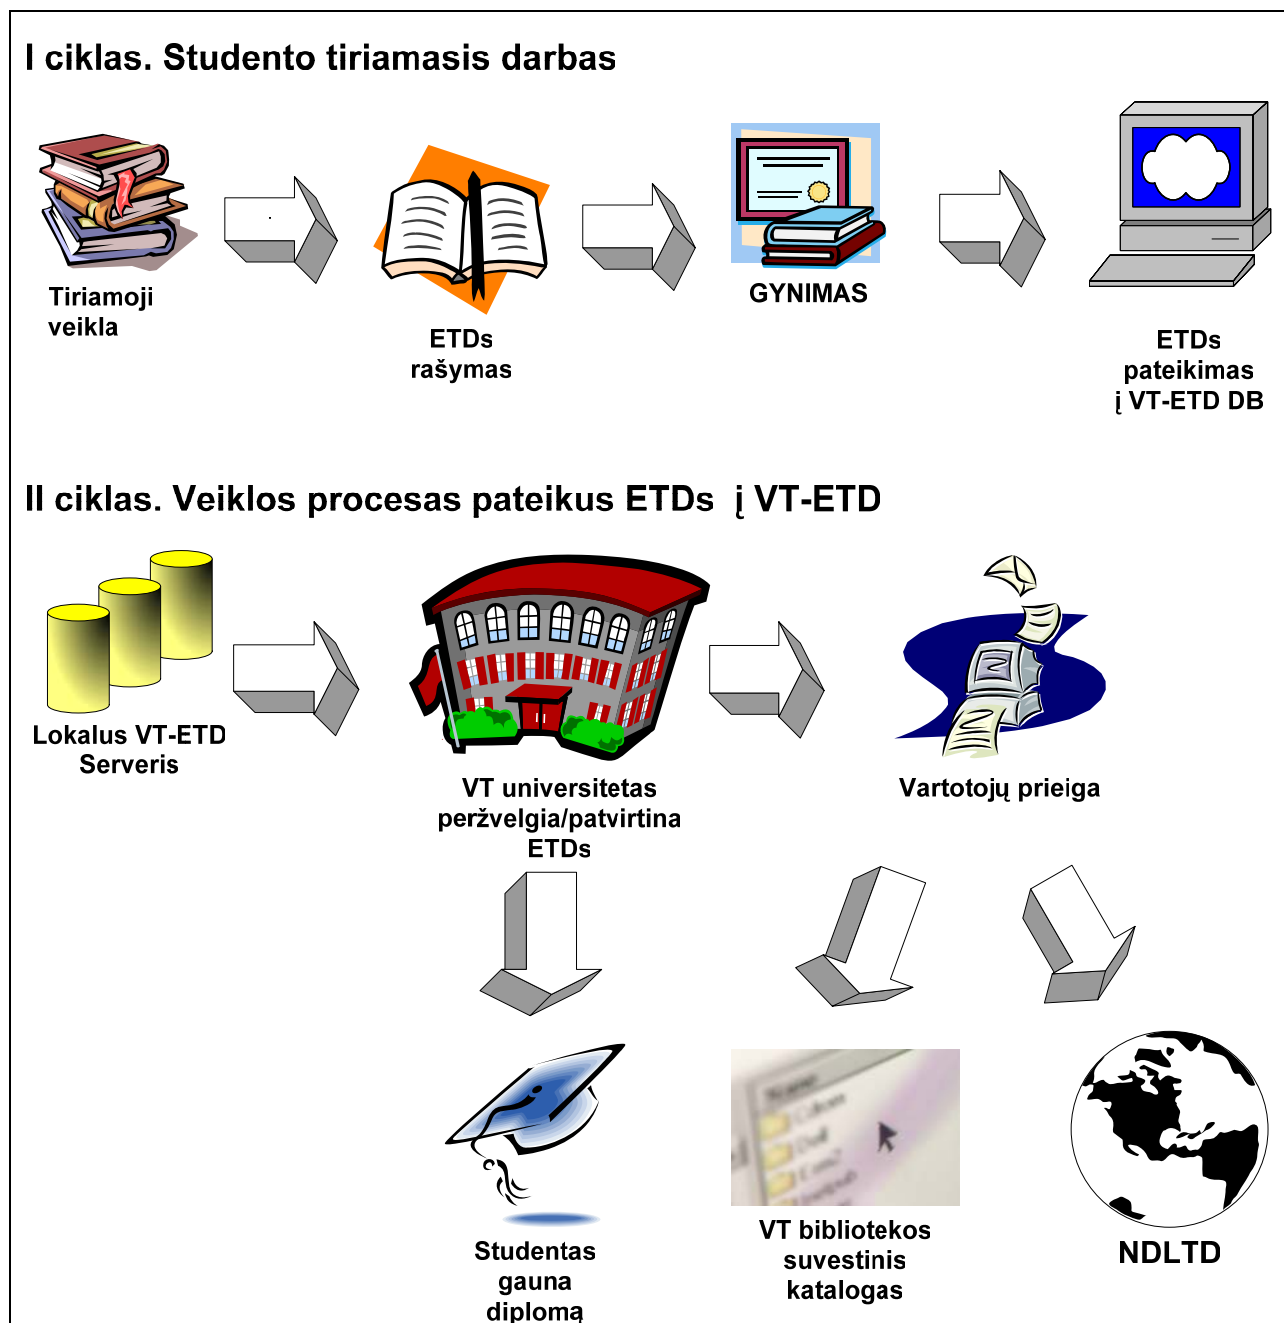 I ciklas. Studento tiriamasis darbas
Tiriamoji
veikla
ETDs
rašymas
GYNIMAS
ETDs
pateikimas
į VT-ETD DB
II ciklas. Veiklos procesas pateikus ETDs į VT-ETD
Lokalus VT-ETD
Serveris
VT universitetas
peržvelgia/patvirtina
ETDs
Vartotojų prieiga
Studentas
gauna
diplomą
VT bibliotekos
suvestinis
katalogas
NDLTD